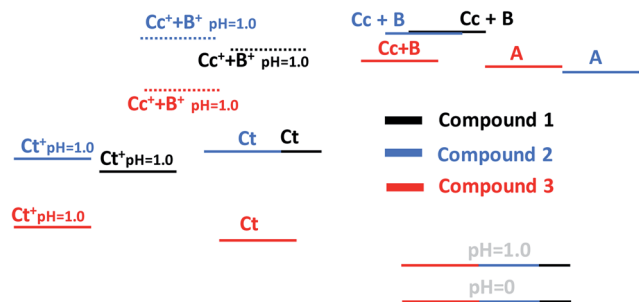 Cc⁺+B⁺ pH=1.0
Cc + B
Cc + B
Cc⁺+B⁺ pH=1.0
Cc+B
A
A
Cc⁺+B⁺ pH=1.0
Compound 1
Ct⁺pH=1.0
Ct⁺pH=1.0
Ct
Ct
Compound 2
Compound 3
Ct⁺pH=1.0
Ct
pH=1.0
pH=0